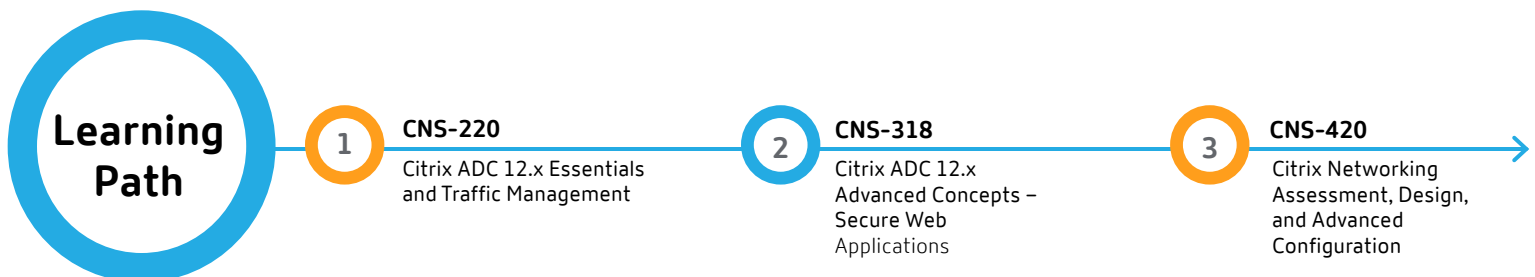 Learning
Path
1
CNS-220
Citrix ADC 12.x Essentials
and Traffic Management
2
CNS-318
Citrix ADC 12.x
Advanced Concepts –
Secure Web
Applications
3
CNS-420
Citrix Networking
Assessment, Design,
and Advanced
Configuration